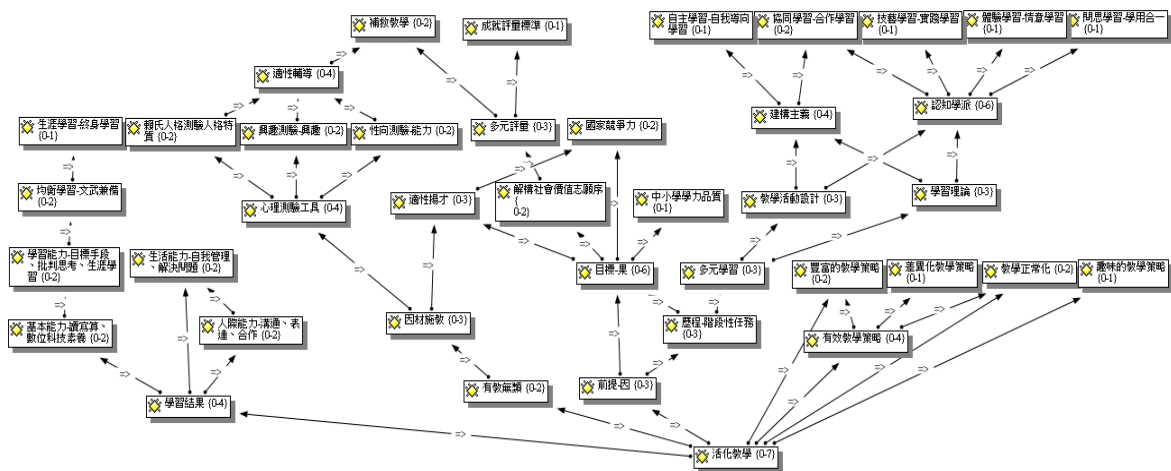 補救教學 {0-2}
成就評量標準 {0-1}
自主學習-自我導向
學習 {0-1}
協同學習-合作學習
{0-2}
技藝學習-實踐學習
{0-1}
體驗學習-情意學習
{0-1}
閱思學習-學用合一
{0-1}
適性輔導 {0-4}
建構主義 {0-4}
認知學派 {0-6}
生涯學習-終身學習
{0-1}
賴氏人格測驗人格特
質 {0-2}
興趣測驗-興趣 {0-2}
性向測驗-能力 {0-2}
多元評量 {0-3}
國家競爭力 {0-2}
均衡學習-文武兼備
{0-2}
心理測驗工具 {0-4}
適性揚才 {0-3}
解構社會價值志願序
{
0-2}
中小學學力品質
{0-1}
教學活動設計 {0-3}
學習理論 {0-3}
學習能力-目標手段
、批判思考、生涯學
習 {0-2}
生活能力-自我管理
、解決問題 {0-2}
目標-果 {0-6}
多元學習 {0-3}
豐富的教學策略
{0-2}
差異化教學策略
{0-1}
教學正常化 {0-2}
趣味的教學策略
{0-1}
基本能力-讀寫算、
數位科技素養 {0-2}
人際能力-溝通、表
達、合作 {0-2}
因材施教 {0-3}
歷程-階段性任務
{0-3}
有效教學策略 {0-4}
學習結果 {0-4}
有教無類 {0-2}
前提-因 {0-3}
活化教學 {0-7}